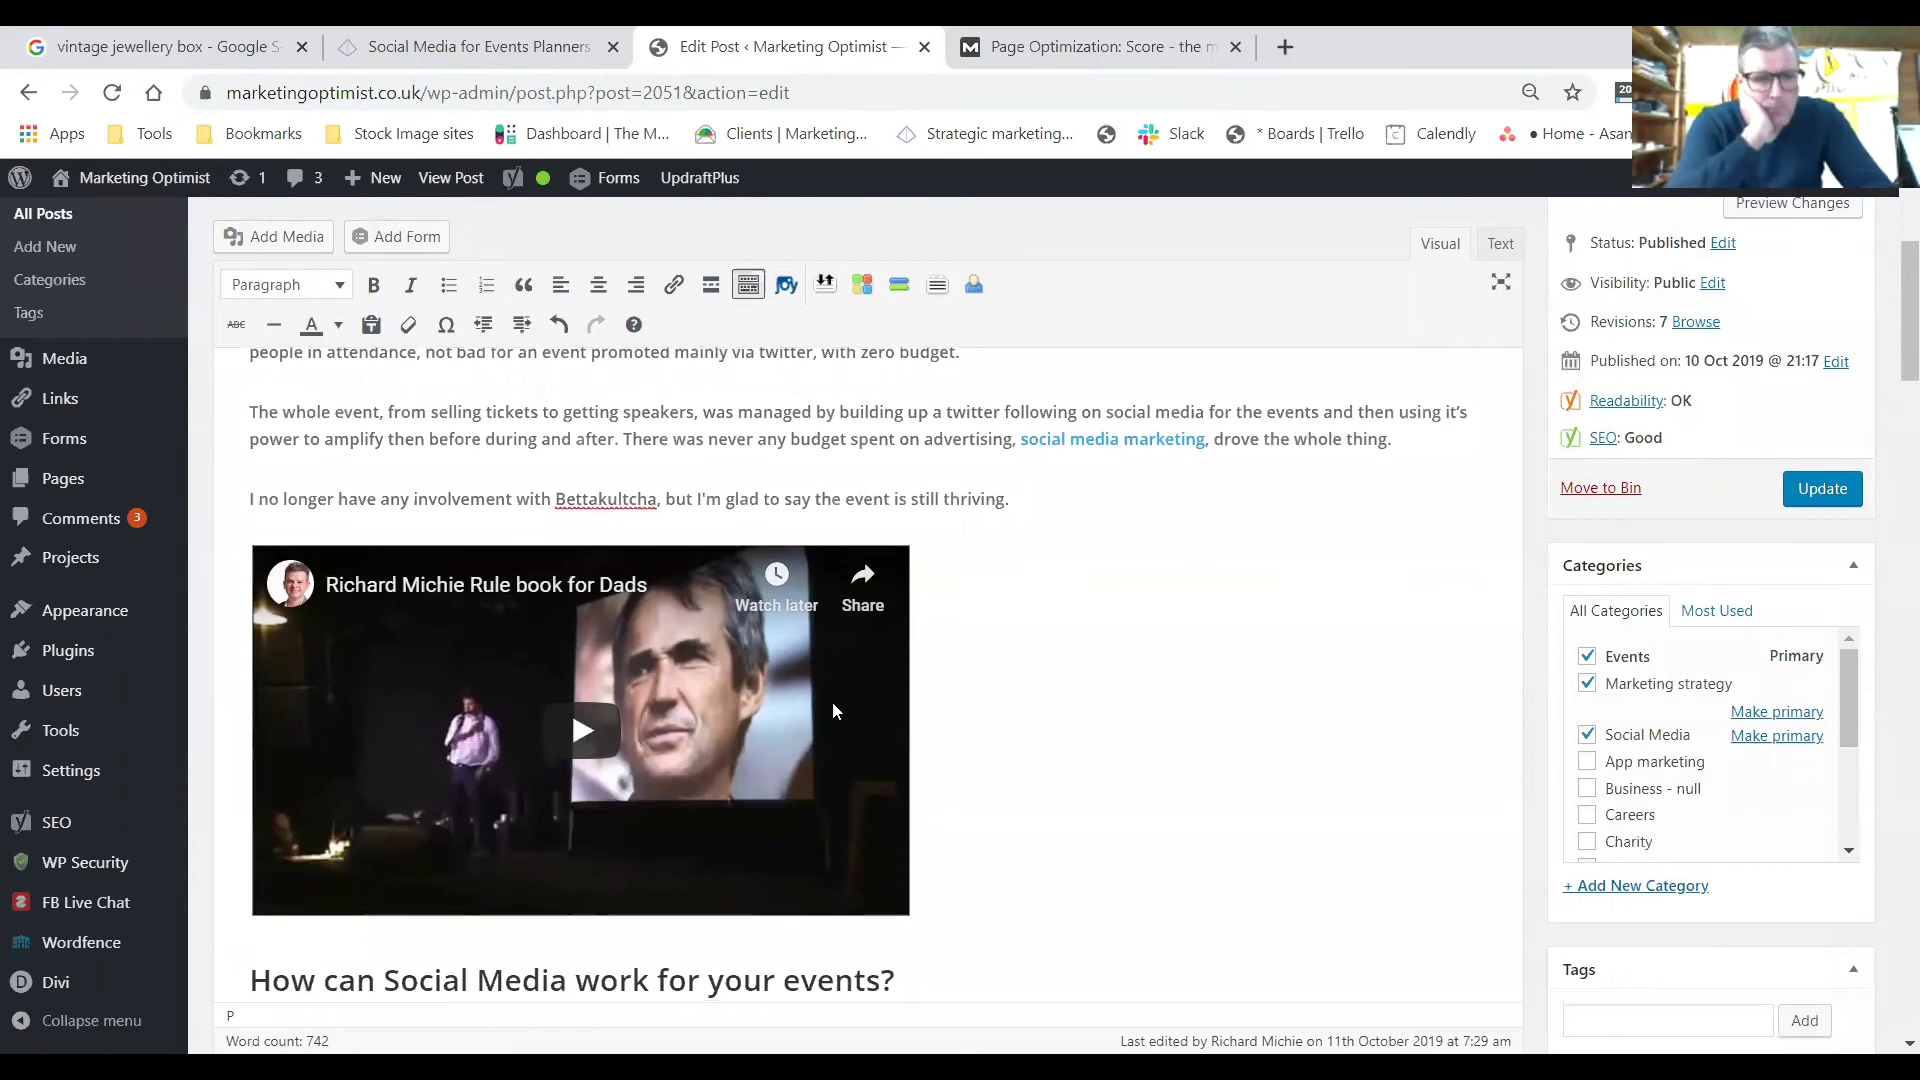 vintage jewellery box - Google S
Social Media for Events Planners
Edit Post ‹ Marketing Optimist —
Page Optimization: Score - the m
marketingoptimist.co.uk/wp-admin/post.php?post=2051&action=edit
20
Apps
Tools
Bookmarks
Stock Image sites
Dashboard | The M...
Clients | Marketing...
Strategic marketing...
Slack
* Boards | Trello
Calendly
● Home - Asan
Marketing Optimist
1
3
New
View Post
Forms
UpdraftPlus
All Posts
Add New
Categories
Tags
Media
Links
Forms
Pages
Comments 3
Projects
Appearance
Plugins
Users
Tools
Settings
SEO
WP Security
FB Live Chat
Wordfence
Divi
Collapse menu
Add Media
Add Form
Visual
Text
Paragraph
B
I
ABC
A
people in attendance, not bad for an event promoted mainly via twitter, with zero budget.
The whole event, from selling tickets to getting speakers, was managed by building up a twitter following on social media for the events and then using it’s
power to amplify then before during and after. There was never any budget spent on advertising, social media marketing, drove the whole thing.
I no longer have any involvement with Bettakultcha, but I'm glad to say the event is still thriving.
Richard Michie Rule book for Dads
Watch later
Share
How can Social Media work for your events?
P
Word count: 742
Last edited by Richard Michie on 11th October 2019 at 7:29 am
Preview Changes
Status: Published Edit
Visibility: Public Edit
Revisions: 7 Browse
Published on: 10 Oct 2019 @ 21:17 Edit
Readability: OK
SEO: Good
Move to Bin
Update
Categories
All Categories
Most Used
Events
Primary
Marketing strategy
Make primary
Social Media
Make primary
App marketing
Business - null
Careers
Charity
+ Add New Category
Tags
Add